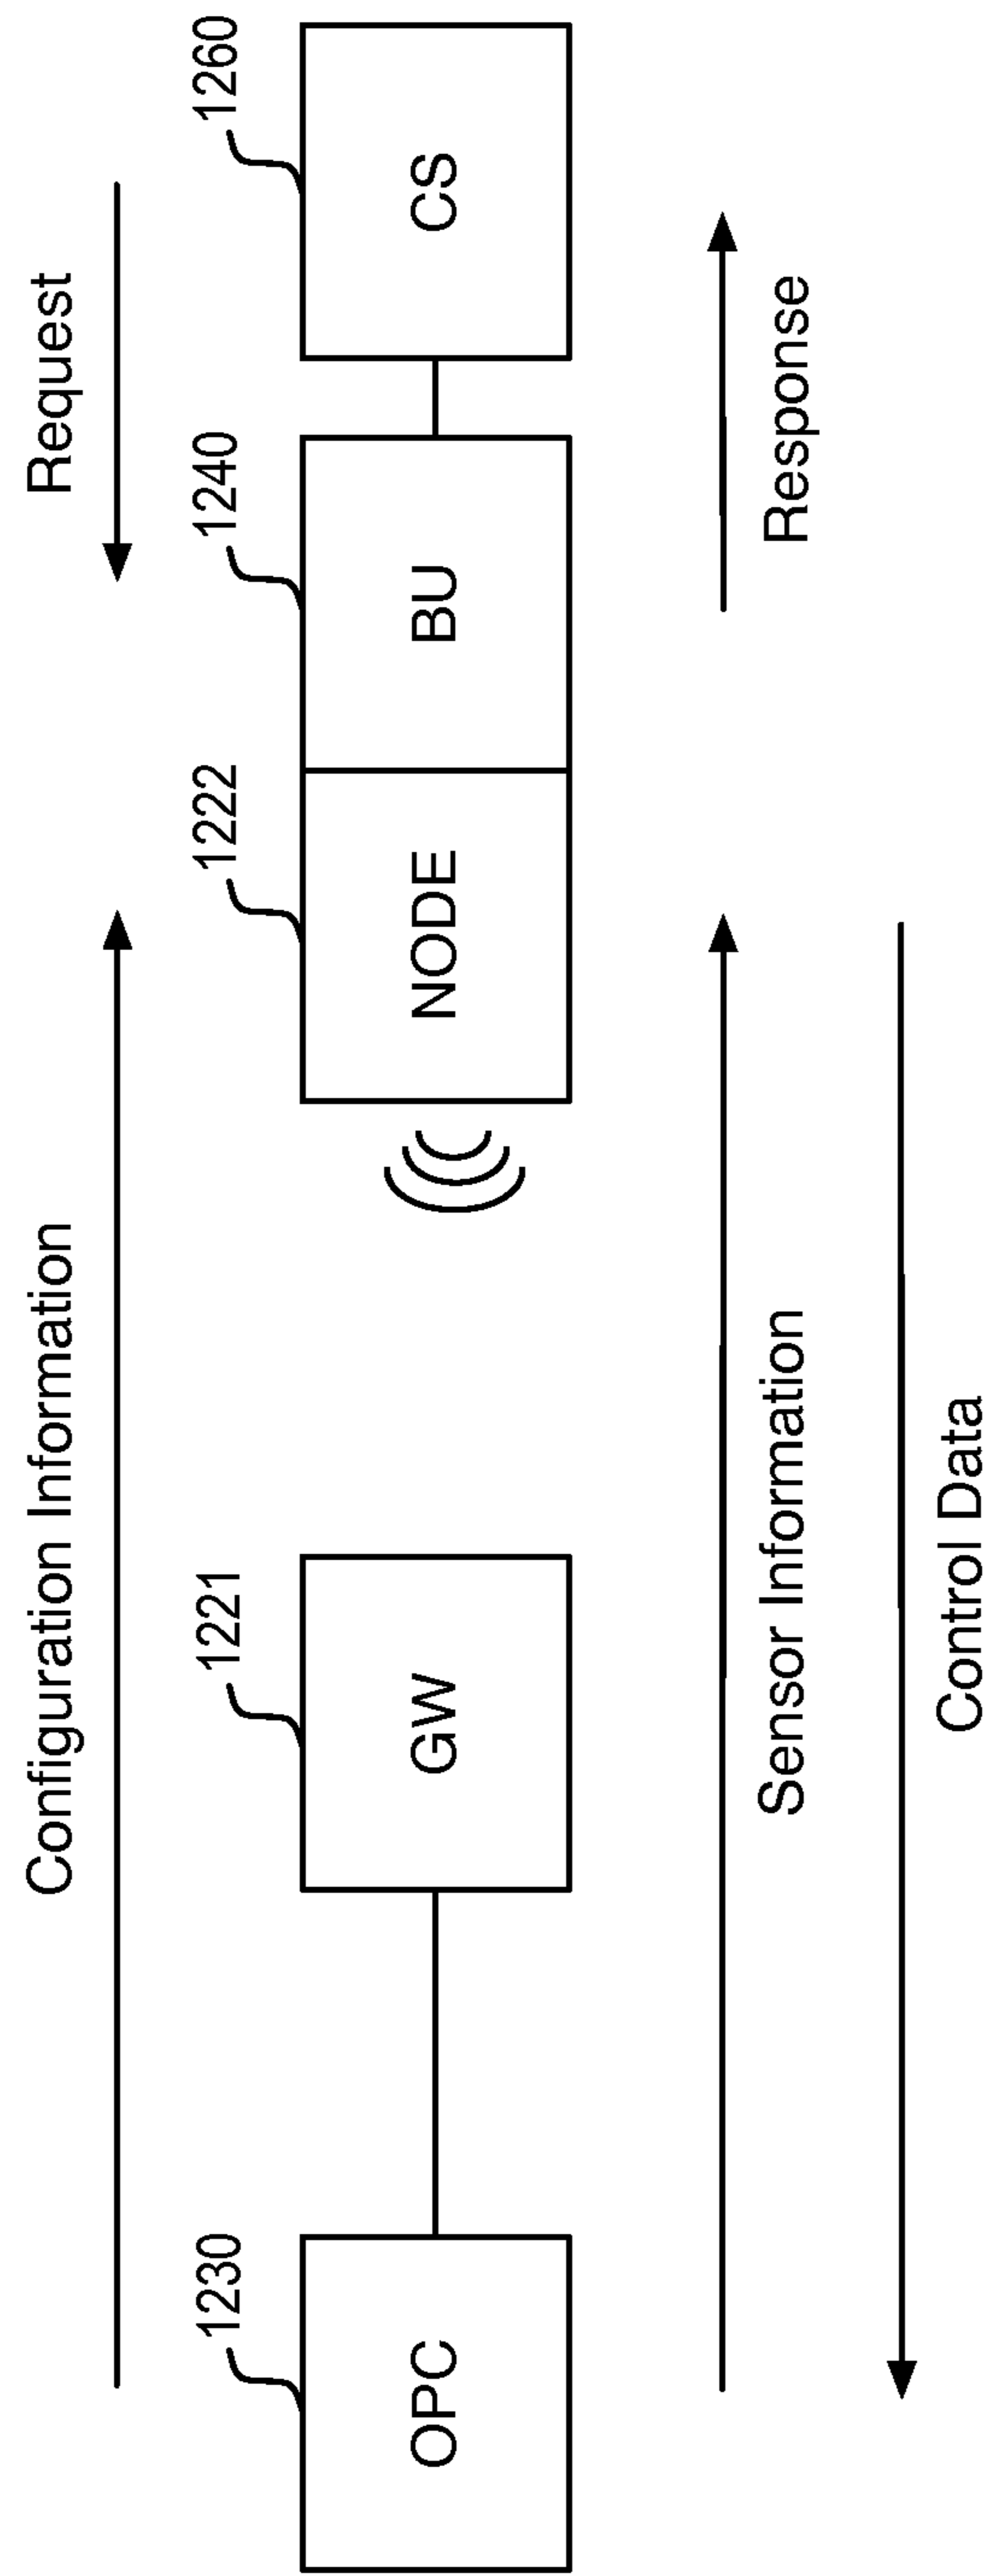 Configuration Information
Request
1230
1221
1222
1240
1260
OPC
GW
NODE
BU
CS
Sensor Information
Response
Control Data